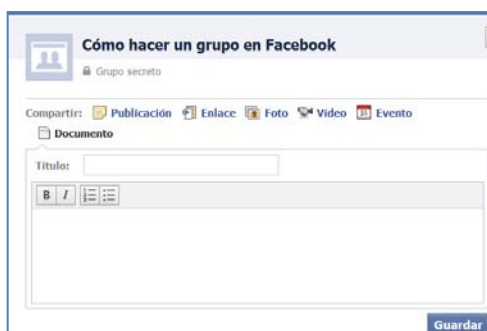 Cómo hacer un grupo en Facebook
Grupo secreto
Compartir: Publicación Enlace Foto Video Evento
Documento
Título:
B I
Guardar